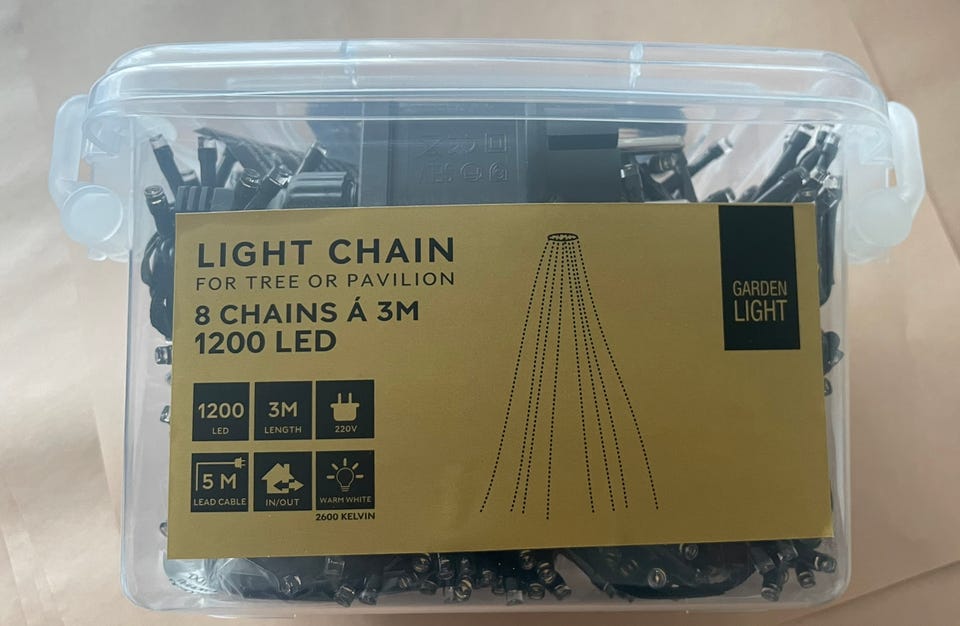 LIGHT CHAIN
FOR TREE OR PAVILION
8 CHAINS Á 3M
1200 LED
GARDEN
LIGHT
1200
LED
3M
LENGTH
220V
5 M
LEAD CABLE
IN/OUT
WARM WHITE
2600 KELVIN